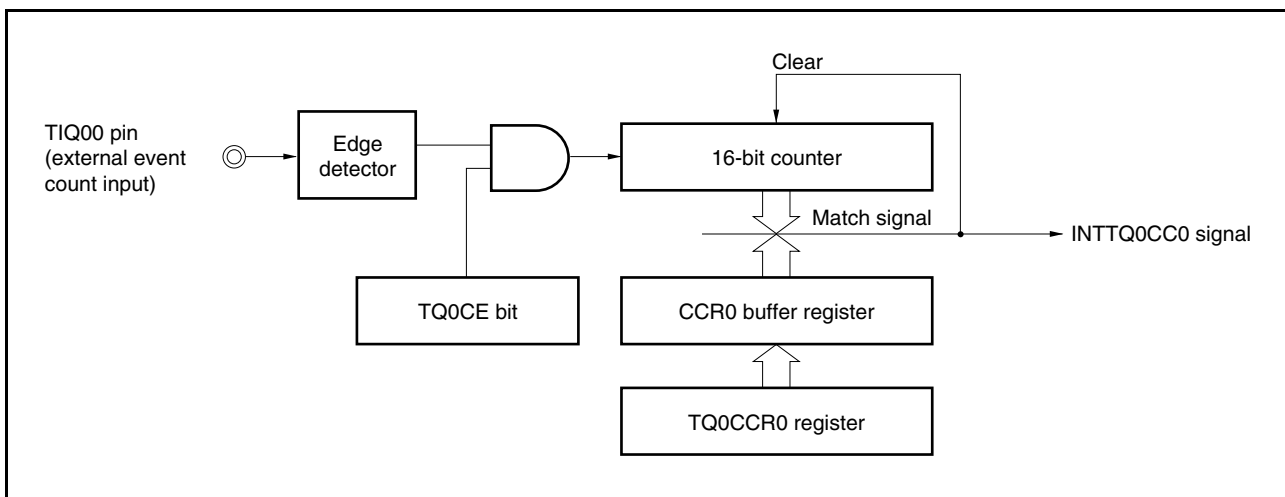 Clear
TIQ00 pin
(external event
count input)
Edge
detector
16-bit counter
Match signal
INTTQ0CC0 signal
TQ0CE bit
CCR0 buffer register
TQ0CCR0 register